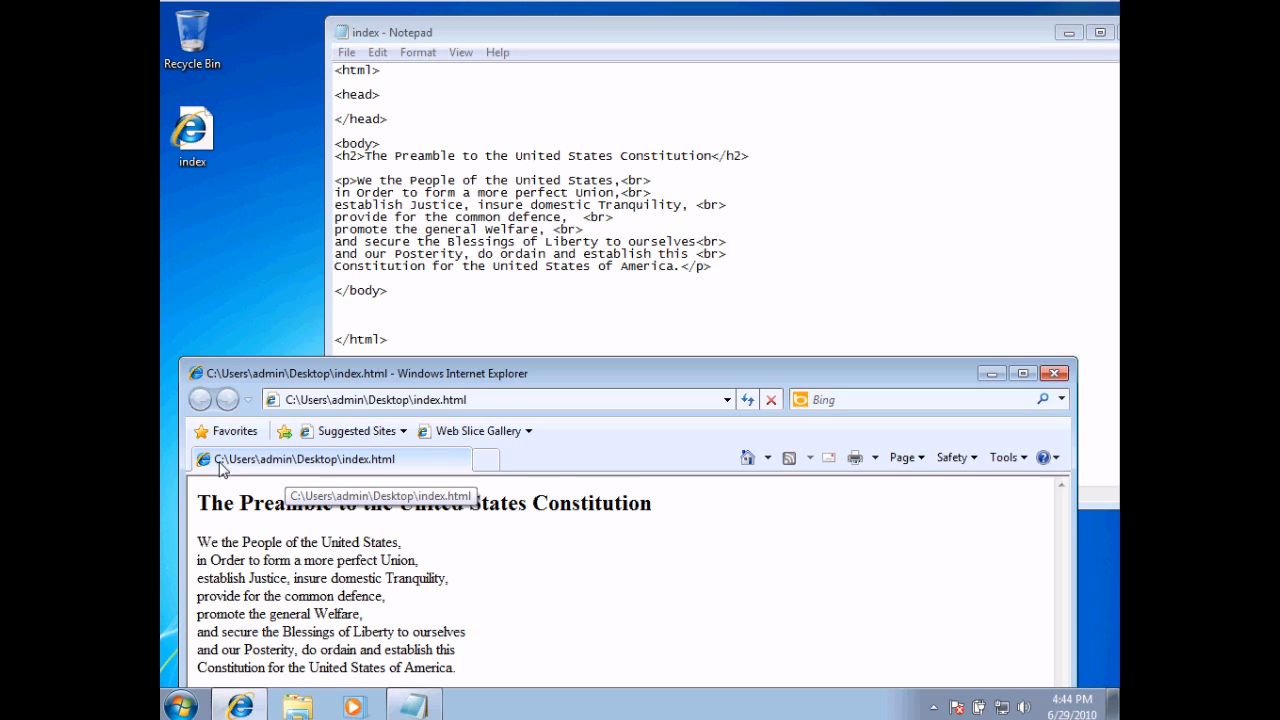 Recycle Bin
index
index - Notepad
File Edit Format View Help
<html>
<head>
</head>
<body>
<h2>The Preamble to the United States Constitution</h2>
<p>We the People of the United States,<br>
in Order to form a more perfect Union,<br>
establish Justice, insure domestic Tranquility, <br>
provide for the common defence,  <br>
promote the general Welfare, <br>
and secure the Blessings of Liberty to ourselves<br>
and our Posterity, do ordain and establish this <br>
Constitution for the United States of America.</p>
</body>
</html>
C:\Users\admin\Desktop\index.html - Windows Internet Explorer
C:\Users\admin\Desktop\index.html
Bing
Favorites Suggested Sites Web Slice Gallery
C:\Users\admin\Desktop\index.html
Page Safety Tools
C:\Users\admin\Desktop\index.html
The Preamble to the United States Constitution
We the People of the United States,
in Order to form a more perfect Union,
establish Justice, insure domestic Tranquility,
provide for the common defence,
promote the general Welfare,
and secure the Blessings of Liberty to ourselves
and our Posterity, do ordain and establish this
Constitution for the United States of America.
4:44 PM
6/29/2010